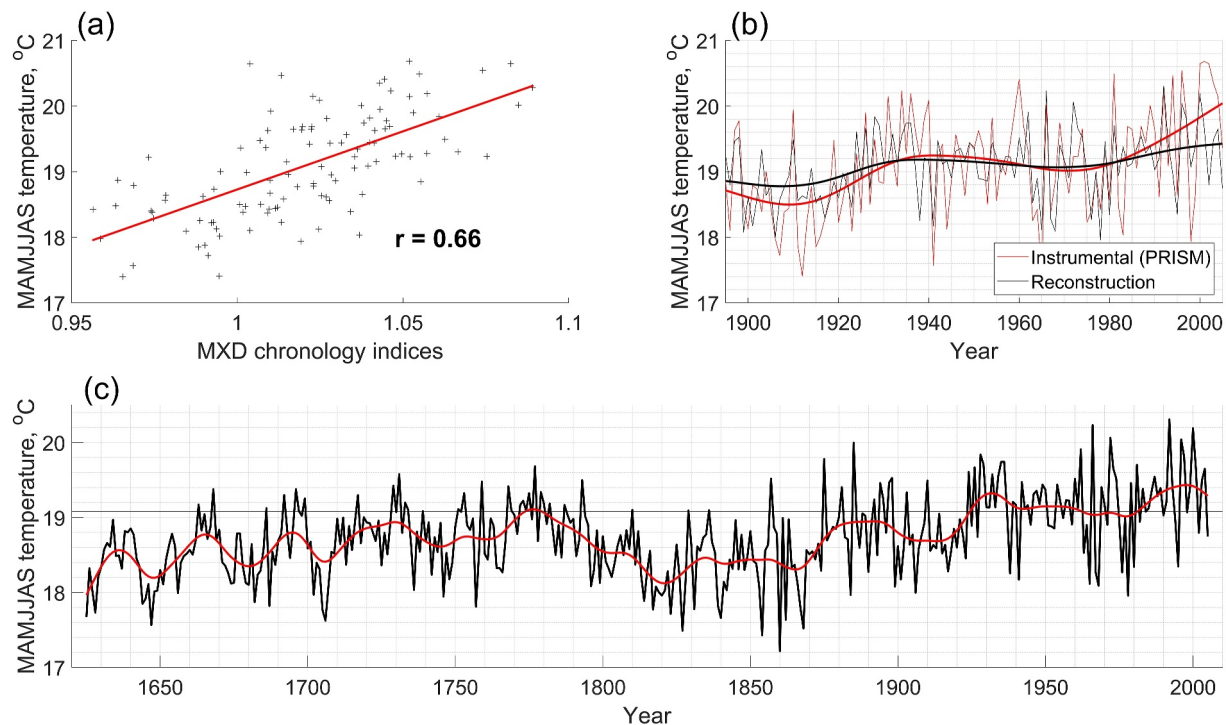 (a)
MAMJJAS temperature, °C
21
20
19
18
17
0.95
1
1.05
1.1
r = 0.66
MXD chronology indices
(b)
MAMJJAS temperature, °C
21
20
19
18
17
1900
1920
1940
1960
1980
2000
Instrumental (PRISM)
Reconstruction
Year
(c)
MAMJJAS temperature, °C
20
19
18
17
1650
1700
1750
1800
1850
1900
1950
2000
Year